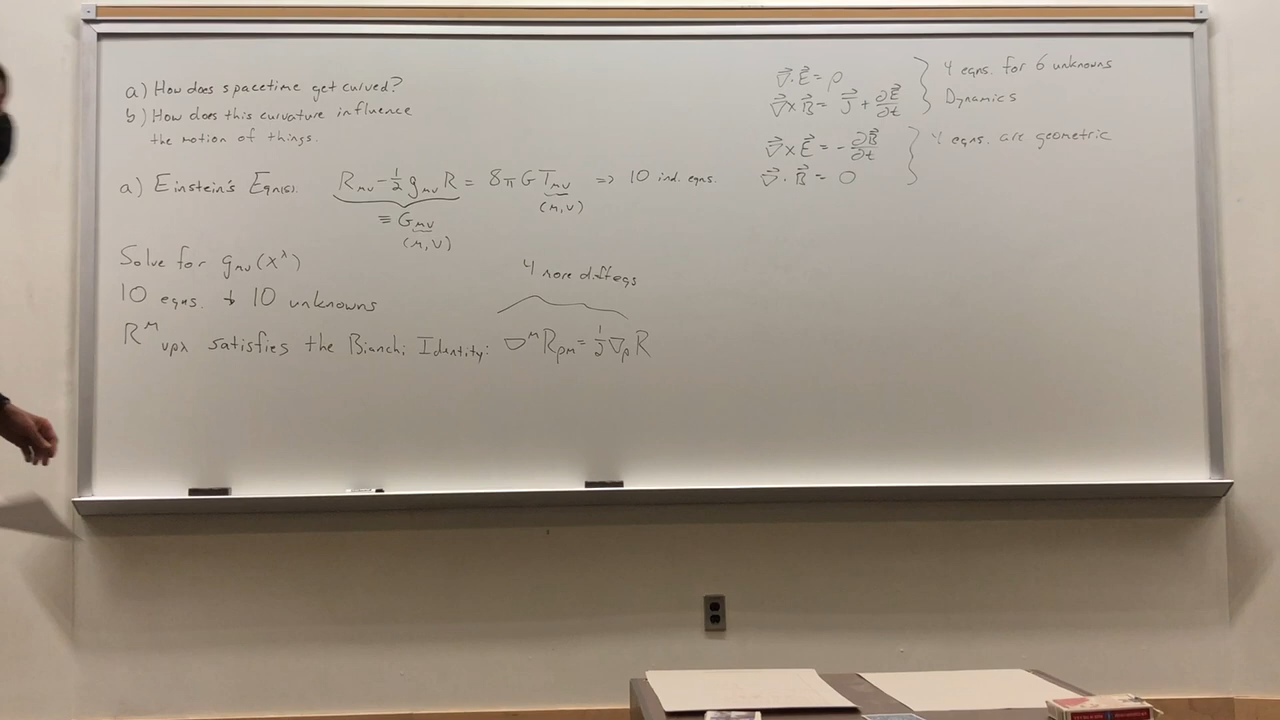 a) How does spacetime get curved?
b) How does this curvature influence
the motion of things.
a) Einstein's Eqn(s). R_μν - 1/2 g_μν R = 8πG T_μν => 10 ind. eqns.
≡ G_μν
(μ,ν)
(μ,ν)
Solve for g_μν(x^λ)
10 eqns. + 10 unknowns
4 more diffeqs
R^μ_νρλ satisfies the Bianchi Identity: ∇^μ R_ρμ = 1/2 ∇_ρ R
∇·E = ρ
∇×B = J + ∂E/∂t
4 eqns. for 6 unknowns
Dynamics
∇×E = -∂B/∂t
∇·B = 0
4 eqns. are geometric